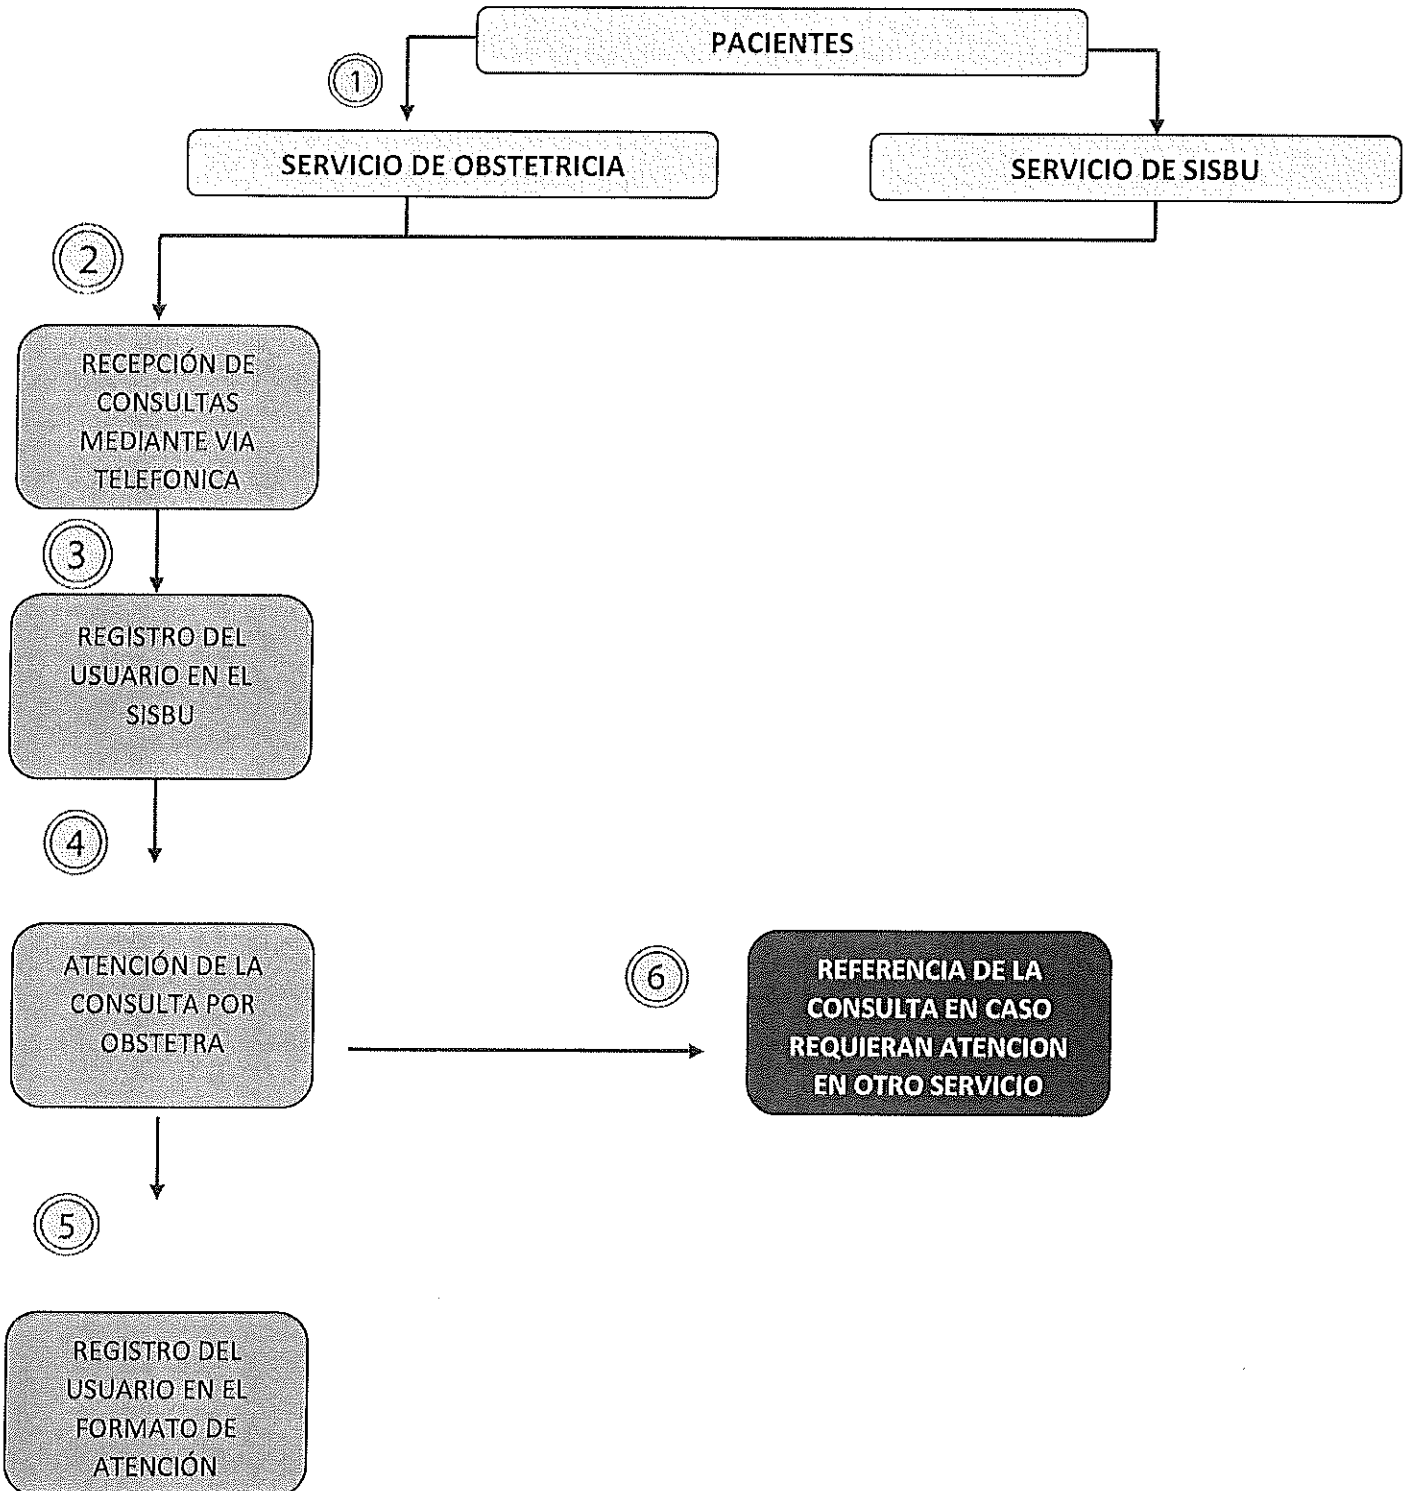 PACIENTES
1
SERVICIO DE OBSTETRICIA
SERVICIO DE SISBU
2
RECEPCIÓN DE
CONSULTAS
MEDIANTE VIA
TELEFONICA
3
REGISTRO DEL
USUARIO EN EL
SISBU
4
ATENCIÓN DE LA
CONSULTA POR
OBSTETRA
6
REFERENCIA DE LA
CONSULTA EN CASO
REQUIERAN ATENCION
EN OTRO SERVICIO
5
REGISTRO DEL
USUARIO EN EL
FORMATO DE
ATENCIÓN